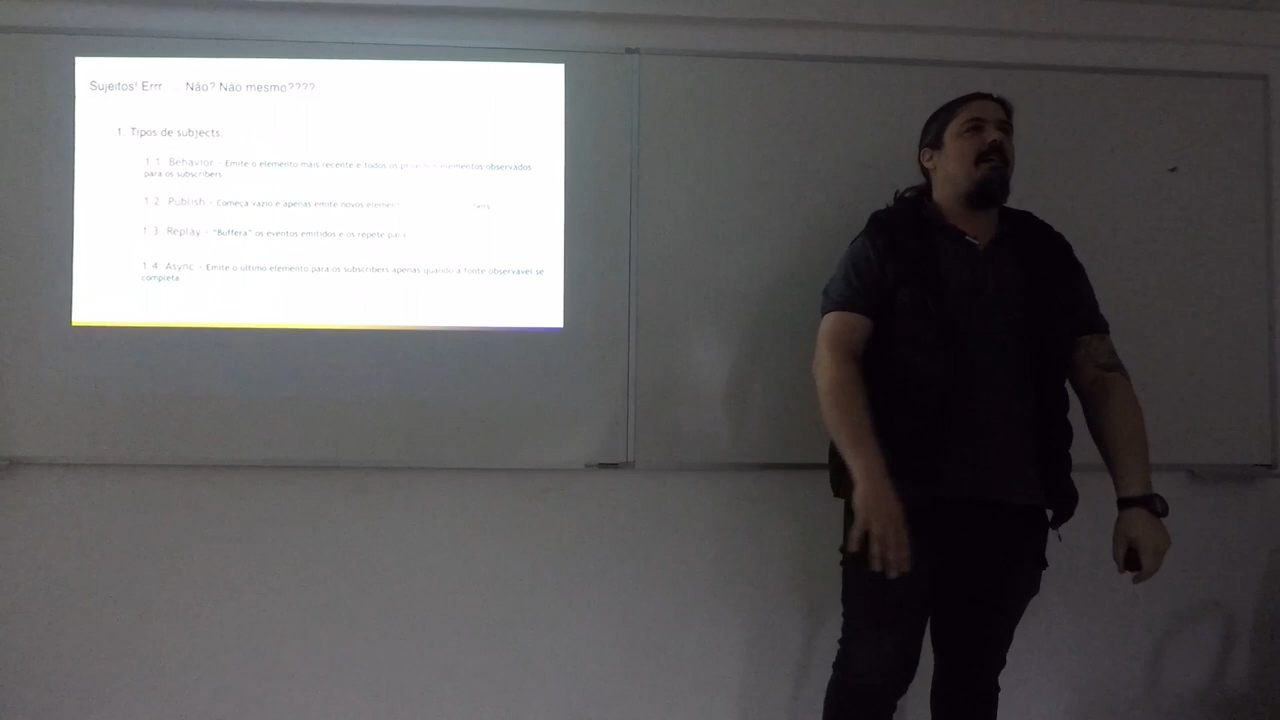 Sujeitos! Errr Não? Não mesmo????
1. Tipos de subjects:
1.1. Behavior - Emite o elemento mais recente e todos os elementos observados
para os subscribers
1.2. Publish - Começa vazio e apenas emite novos
1.3. Replay - "Buffera" os eventos emitidos e os repete para
1.4. Async - Emite o ultimo elemento para os subscribers apenas quando a fonte observável se
completa